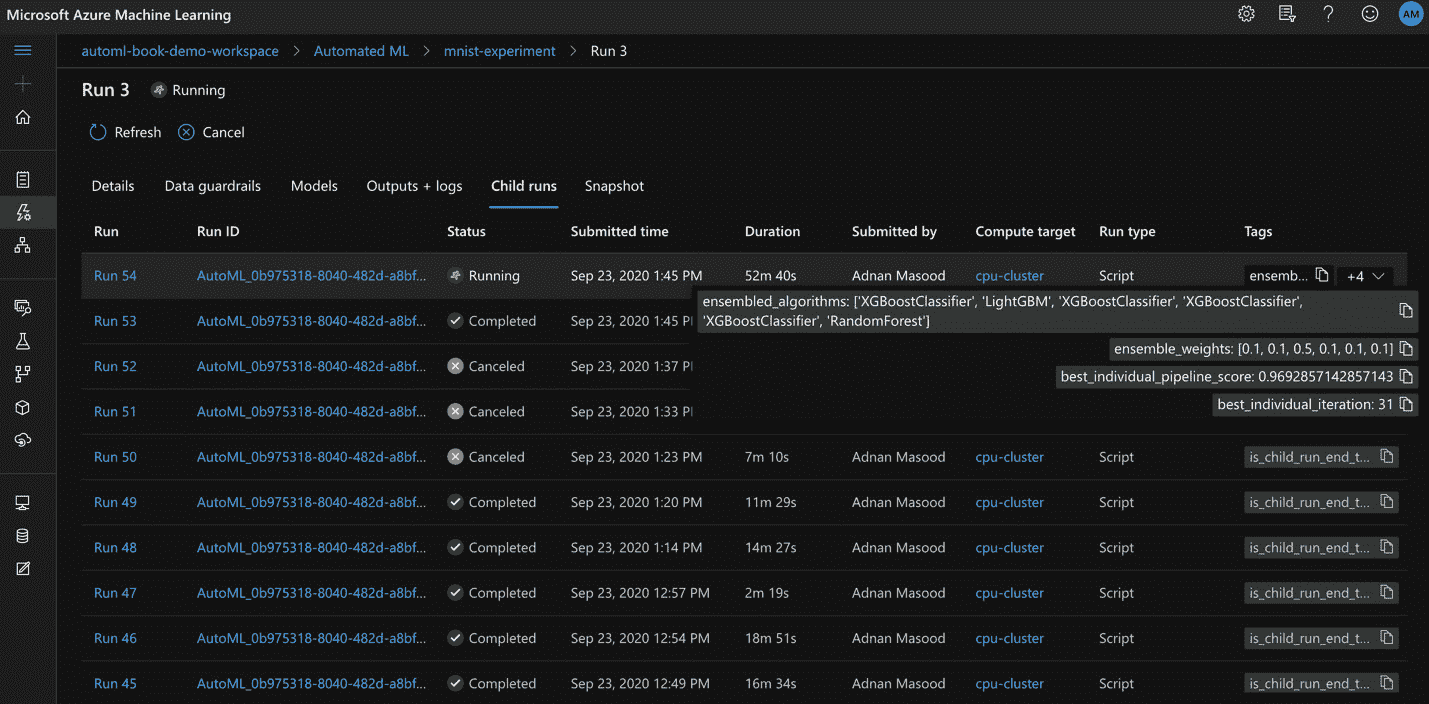 Microsoft Azure Machine Learning
AM
automl-book-demo-workspace > Automated ML > mnist-experiment > Run 3
Run 3 Running
Refresh Cancel
Details Data guardrails Models Outputs + logs Child runs Snapshot
Run Run ID Status Submitted time Duration Submitted by Compute target Run type Tags
Run 54 AutoML_0b975318-8040-482d-a8bf... Running Sep 23, 2020 1:45 PM 52m 40s Adnan Masood cpu-cluster Script ensemb... +4
ensembled_algorithms: ['XGBoostClassifier', 'LightGBM', 'XGBoostClassifier', 'XGBoostClassifier',
'XGBoostClassifier', 'RandomForest']
Run 53 AutoML_0b975318-8040-482d-a8bf... Completed Sep 23, 2020 1:45 P
ensemble_weights: [0.1, 0.1, 0.5, 0.1, 0.1, 0.1]
Run 52 AutoML_0b975318-8040-482d-a8bf... Canceled Sep 23, 2020 1:37 P
best_individual_pipeline_score: 0.9692857142857143
best_individual_iteration: 31
Run 51 AutoML_0b975318-8040-482d-a8bf... Canceled Sep 23, 2020 1:33 P
Run 50 AutoML_0b975318-8040-482d-a8bf... Canceled Sep 23, 2020 1:23 PM 7m 10s Adnan Masood cpu-cluster Script is_child_run_end_t...
Run 49 AutoML_0b975318-8040-482d-a8bf... Completed Sep 23, 2020 1:20 PM 11m 29s Adnan Masood cpu-cluster Script is_child_run_end_t...
Run 48 AutoML_0b975318-8040-482d-a8bf... Completed Sep 23, 2020 1:14 PM 14m 27s Adnan Masood cpu-cluster Script is_child_run_end_t...
Run 47 AutoML_0b975318-8040-482d-a8bf... Completed Sep 23, 2020 12:57 PM 2m 19s Adnan Masood cpu-cluster Script is_child_run_end_t...
Run 46 AutoML_0b975318-8040-482d-a8bf... Completed Sep 23, 2020 12:54 PM 18m 51s Adnan Masood cpu-cluster Script is_child_run_end_t...
Run 45 AutoML_0b975318-8040-482d-a8bf... Completed Sep 23, 2020 12:49 PM 16m 34s Adnan Masood cpu-cluster Script is_child_run_end_t...